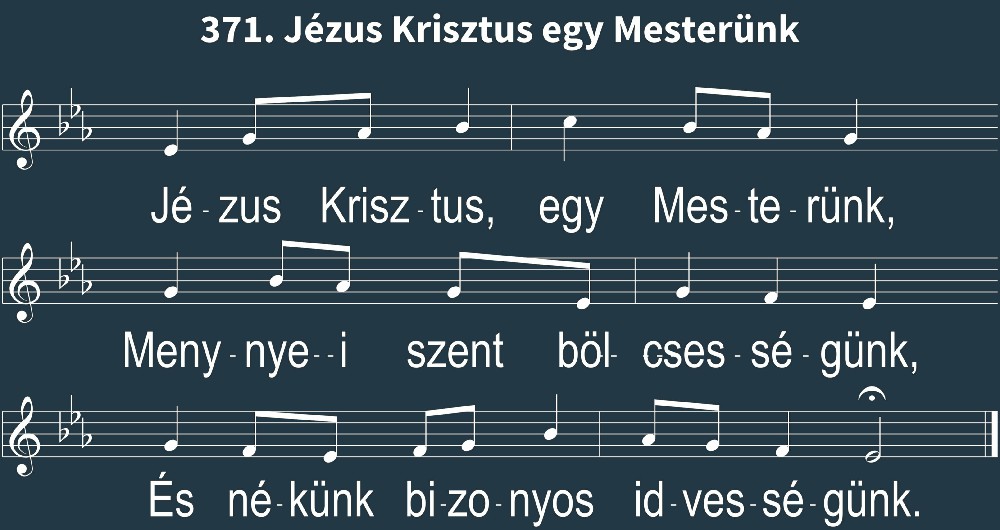 371. Jézus Krisztus egy Mesterünk
Jé - zus Krisz - tus, egy Mes - te - rünk,
Meny - nye - - i szent böl - cses - sé - günk,
És né - künk bi - zo - nyos id - ves - sé - günk.